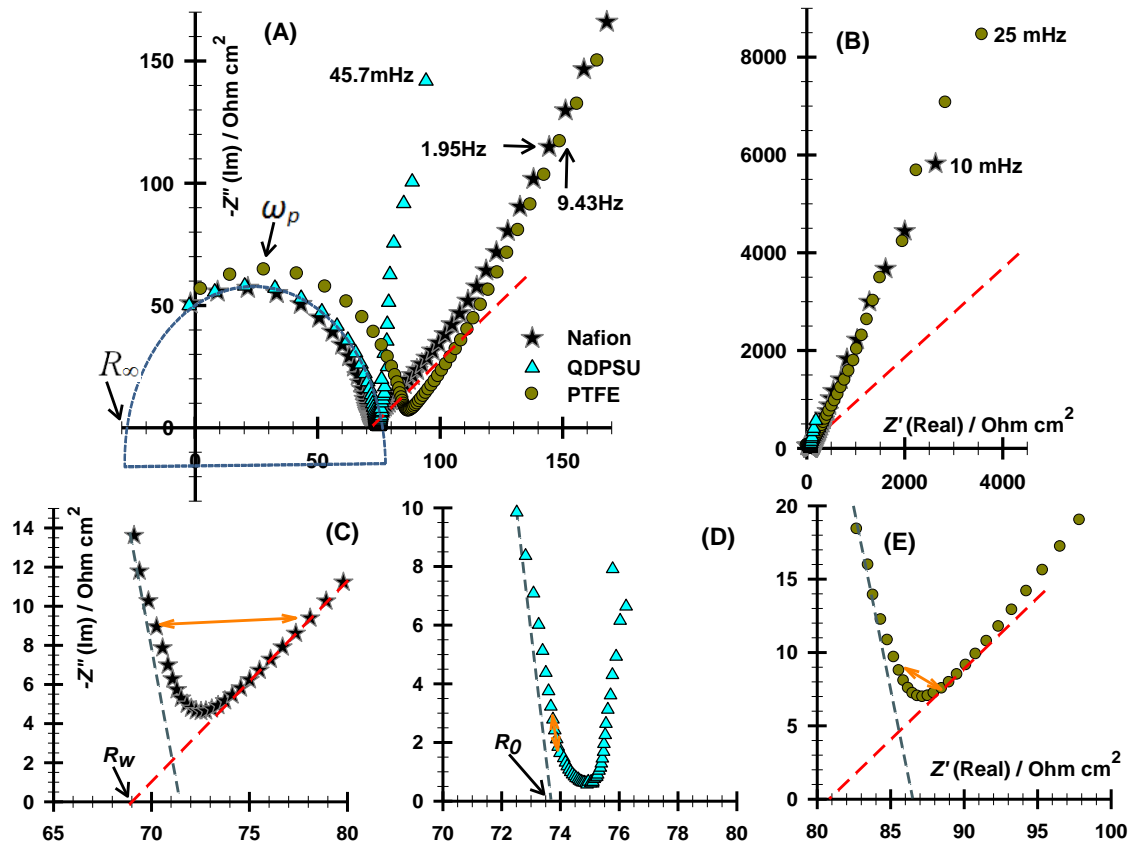 (A)
-Z″ (Im) / Ohm cm²
150
100
50
0
0
50
100
150
45.7mHz
1.95Hz
9.43Hz
ωp
R∞
Nafion
QDPSU
PTFE
(B)
25 mHz
10 mHz
8000
6000
4000
2000
0
0
2000
4000
Z′ (Real) / Ohm cm²
(C)
-Z″ (Im) / Ohm cm²
14
12
10
8
6
4
2
0
65
70
75
80
RW
(D)
10
8
6
4
2
0
70
72
74
76
78
80
R0
(E)
20
15
10
5
0
80
85
90
95
100
Z′ (Real) / Ohm cm²